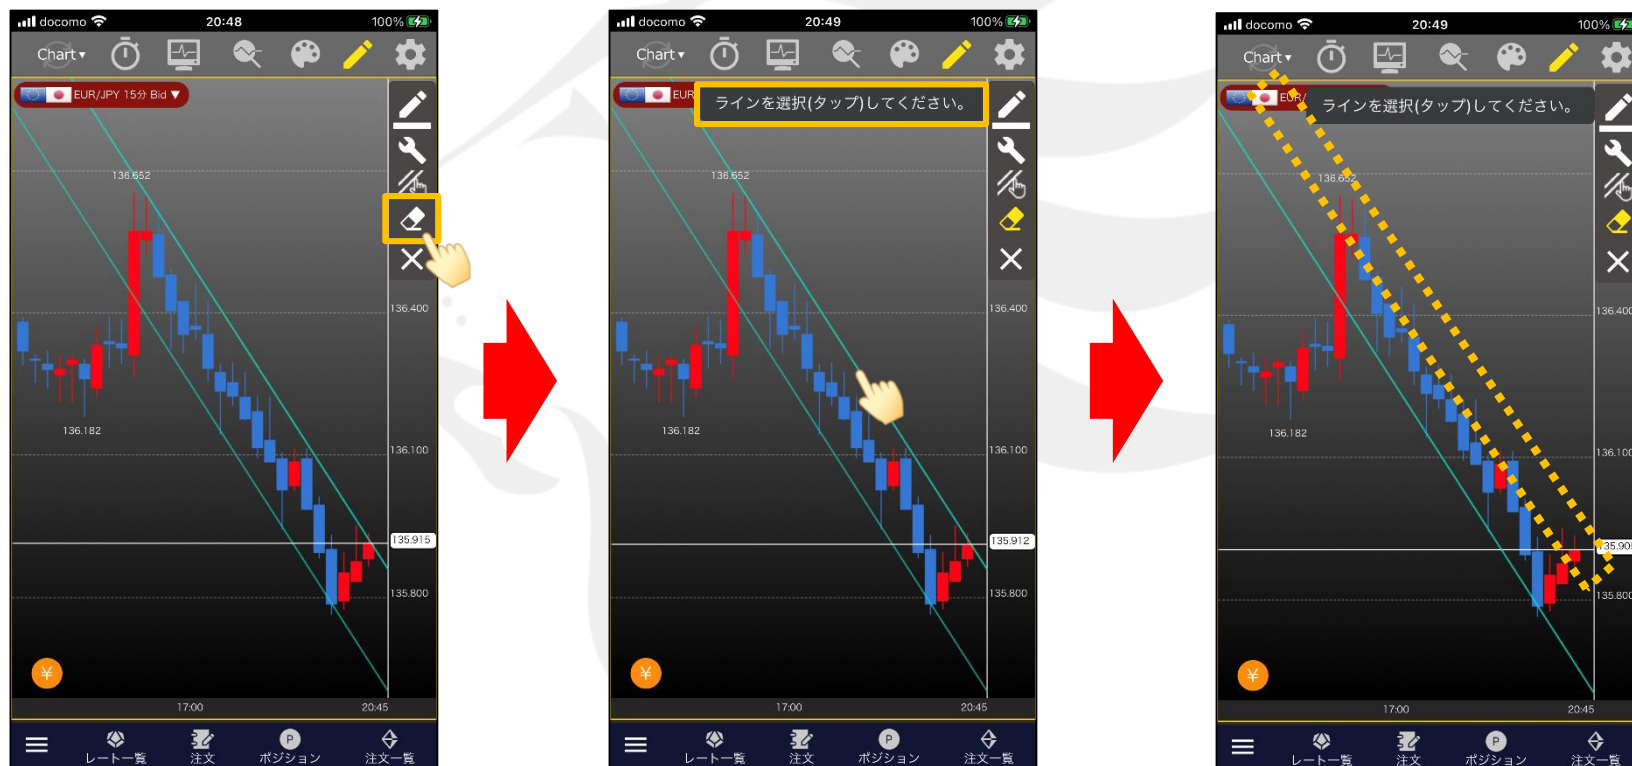 docomo 20:48 100%
Chart▾
EUR/JPY 15分 Bid ▼
136.652
136.400
136.182
136.100
135.915
135.800
¥
17:00 20:45
レート一覧 注文 P ポジション 注文一覧
docomo 20:49 100%
Chart▾
EUR
ラインを選択(タップ)してください。
136.652
136.400
136.182
136.100
135.912
135.800
¥
17:00 20:45
レート一覧 注文 P ポジション 注文一覧
docomo 20:49 100%
Chart▾
EUR/
ラインを選択(タップ)してください。
136.652
136.400
136.182
136.100
135.800
¥
17:00 20:45
レート一覧 注文 P ポジション 注文一覧